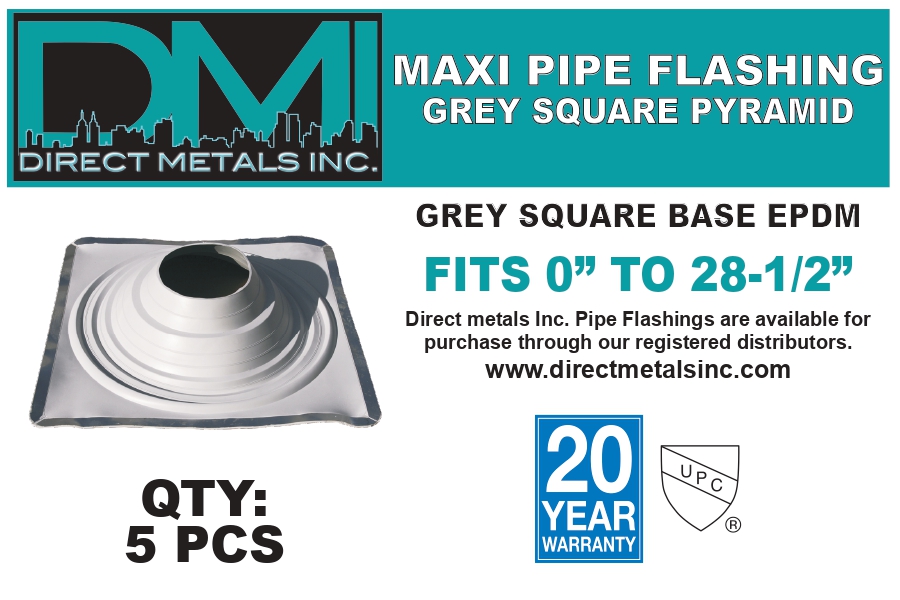 DMI
DIRECT METALS INC.
MAXI PIPE FLASHING
GREY SQUARE PYRAMID
GREY SQUARE BASE EPDM
FITS 0” TO 28-1/2”
Direct metals Inc. Pipe Flashings are available for
purchase through our registered distributors.
www.directmetalsinc.com
QTY:
5 PCS
20
YEAR
WARRANTY
UPC
®